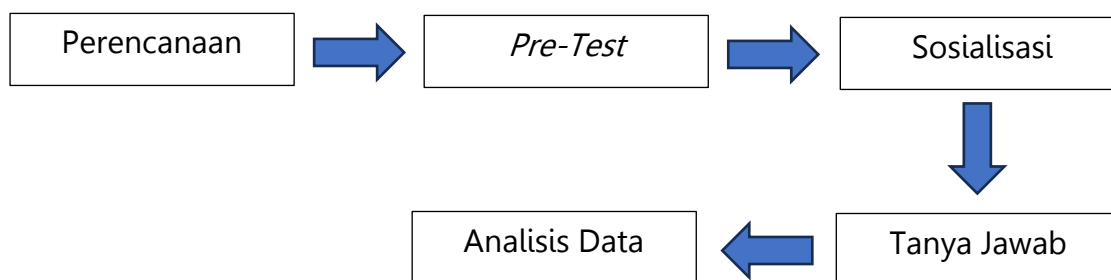 Perencanaan
Pre-Test
Sosialisasi
Tanya Jawab
Analisis Data